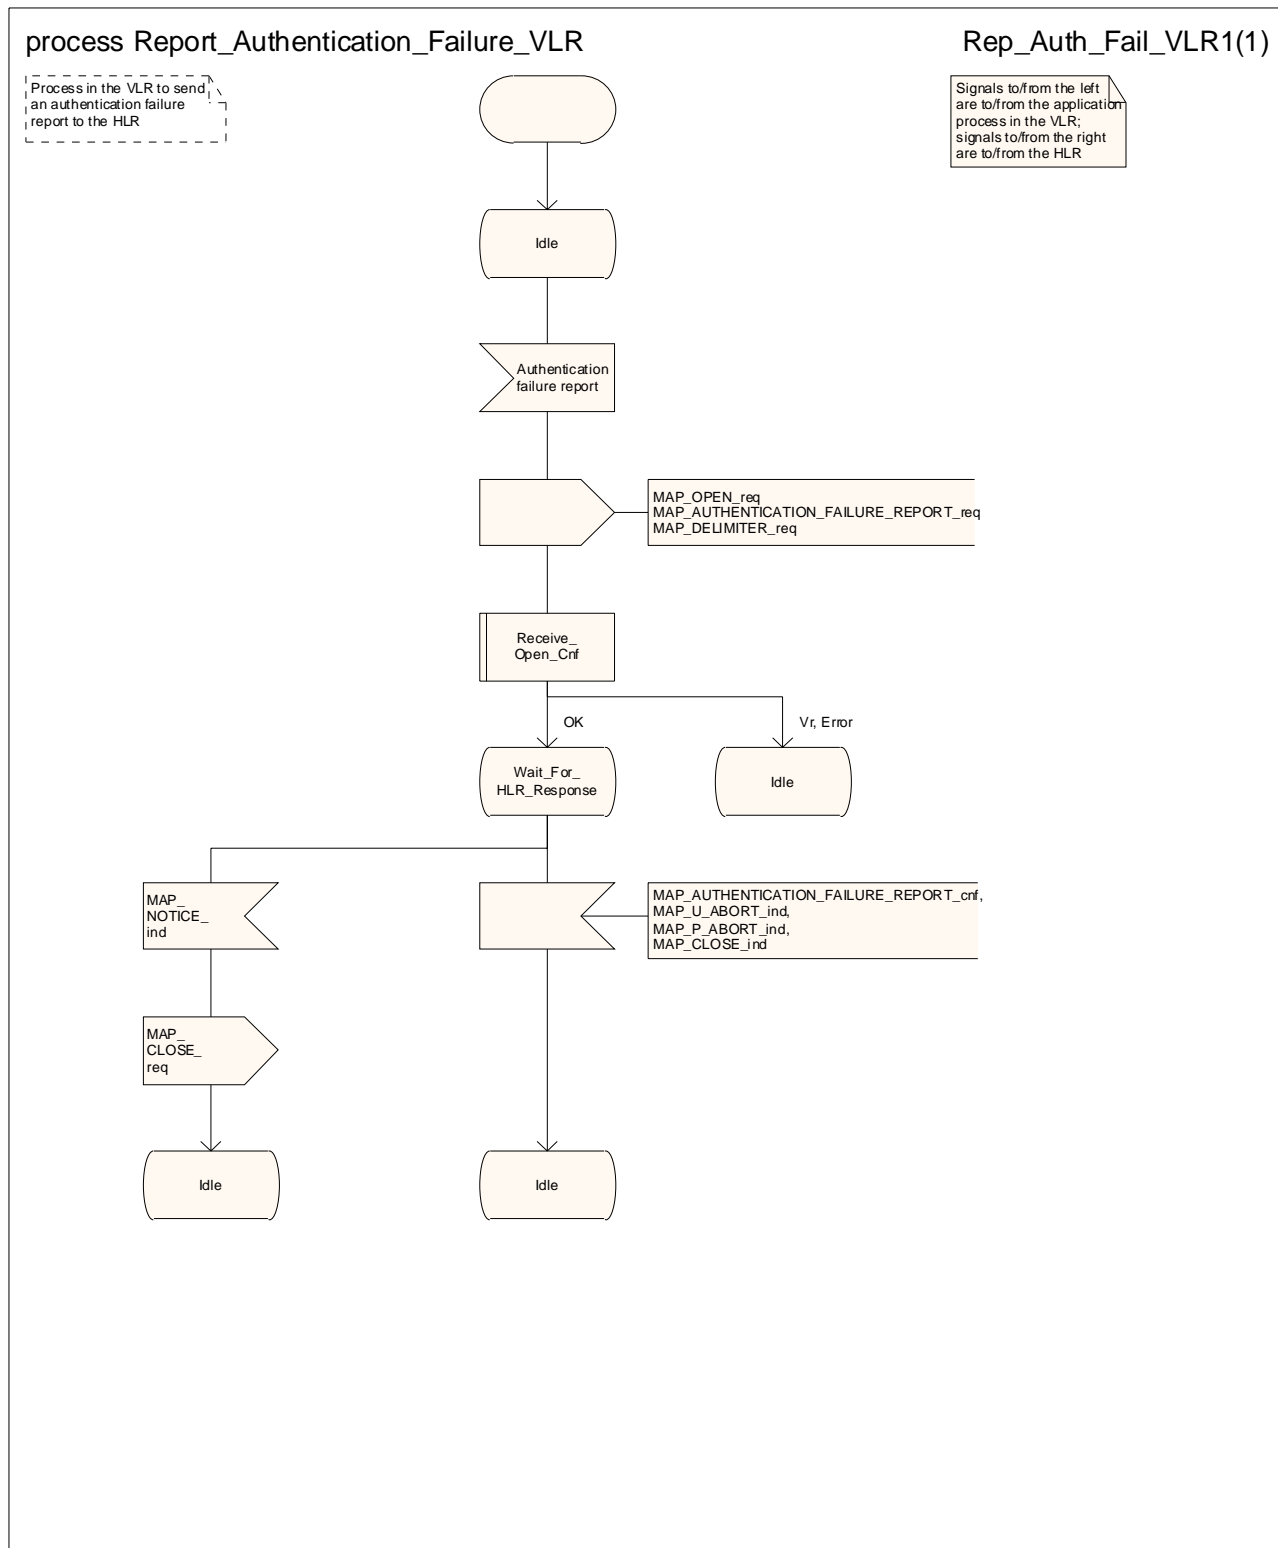 process Report_Authentication_Failure_VLR
Rep_Auth_Fail_VLR1(1)
Process in the VLR to send
an authentication failure
report to the HLR
Signals to/from the left
are to/from the application
process in the VLR;
signals to/from the right
are to/from the HLR
Idle
Authentication
failure report
MAP_OPEN_req
MAP_AUTHENTICATION_FAILURE_REPORT_req
MAP_DELIMITER_req
Receive_
Open_Cnf
OK
Vr, Error
Wait_For_
HLR_Response
Idle
MAP_
NOTICE_
ind
MAP_AUTHENTICATION_FAILURE_REPORT_cnf,
MAP_U_ABORT_ind,
MAP_P_ABORT_ind,
MAP_CLOSE_ind
MAP_
CLOSE_
req
Idle
Idle